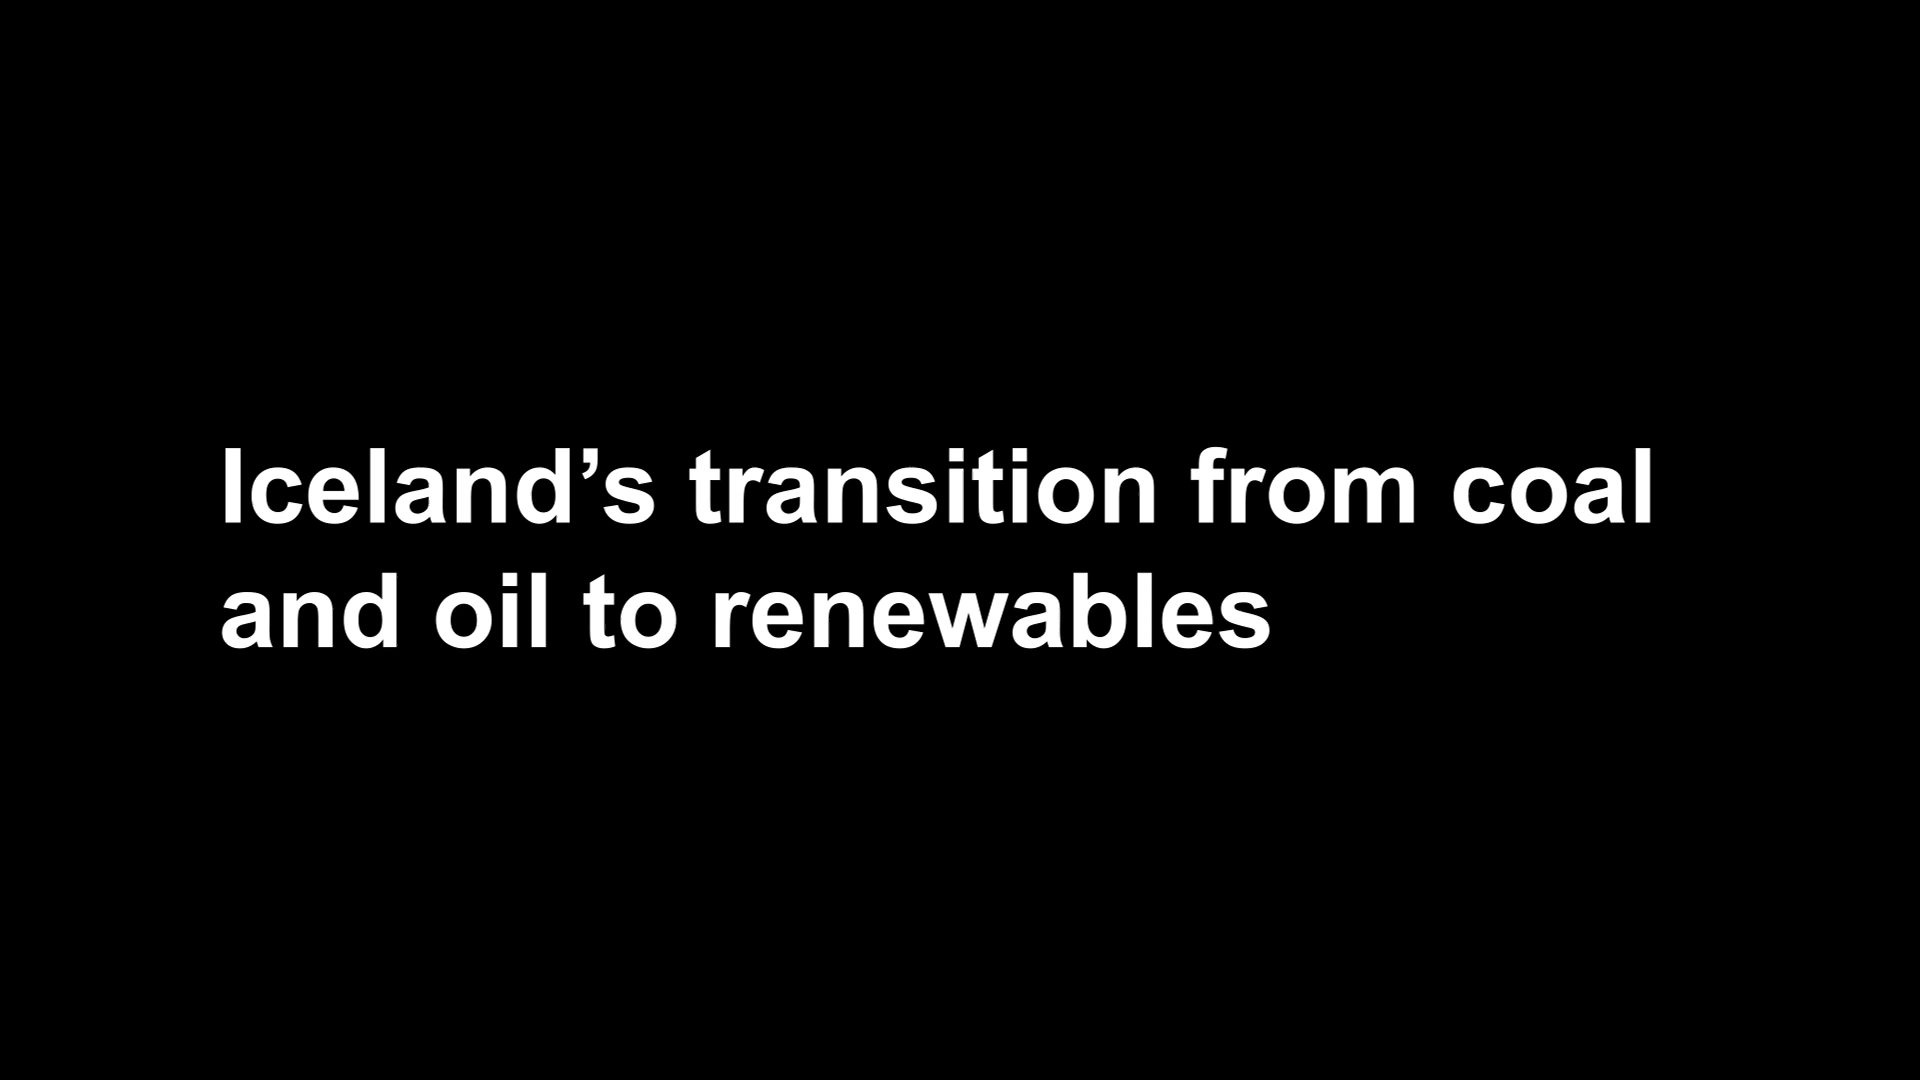 Iceland’s transition from coal
and oil to renewables